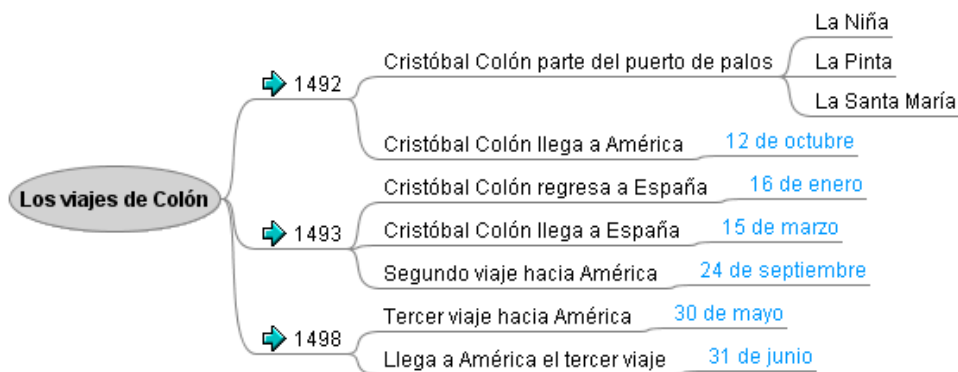 Los viajes de Colón
1492
Cristóbal Colón parte del puerto de palos
La Niña
La Pinta
La Santa María
Cristóbal Colón llega a América
12 de octubre
1493
Cristóbal Colón regresa a España
16 de enero
Cristóbal Colón llega a España
15 de marzo
Segundo viaje hacia América
24 de septiembre
1498
Tercer viaje hacia América
30 de mayo
Llega a América el tercer viaje
31 de junio